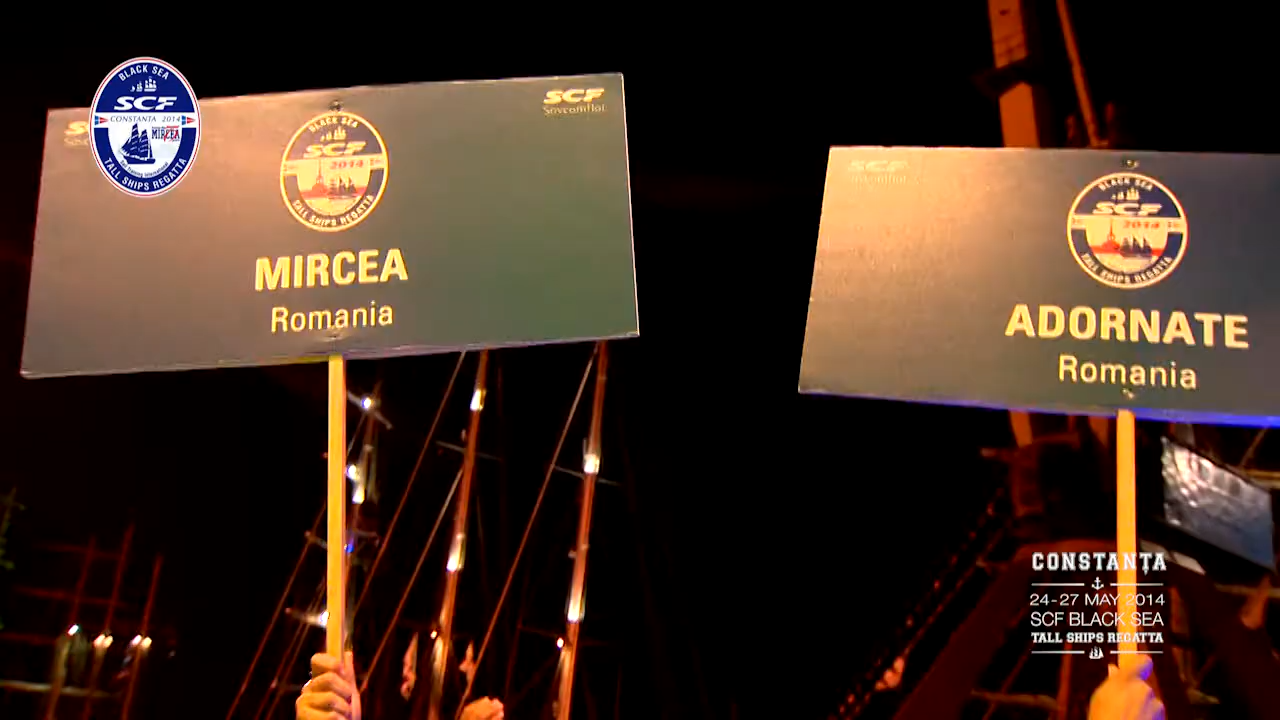 BLACK SEA
SCF
CONSTANTA 2014
MIRCEA
TALL SHIPS REGATTA
SCF
Sovcomflot
BLACK SEA
SCF
2014
TALL SHIPS REGATTA
MIRCEA
Romania
SCF
Sovcomflot
BLACK SEA
SCF
2014
TALL SHIPS REGATTA
ADORNATE
Romania
CONSTANȚA
24-27 MAY 2014
SCF BLACK SEA
TALL SHIPS REGATTA